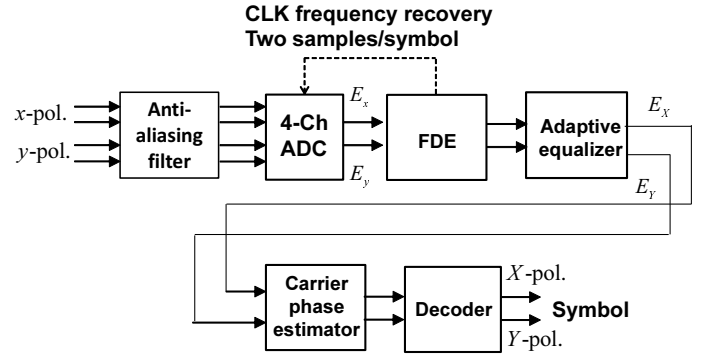 CLK frequency recovery
Two samples/symbol
x-pol.
y-pol.
Anti-
aliasing
filter
4-Ch
ADC
E_x
E_y
FDE
Adaptive
equalizer
E_X
E_Y
Carrier
phase
estimator
Decoder
X-pol.
Y-pol.
Symbol